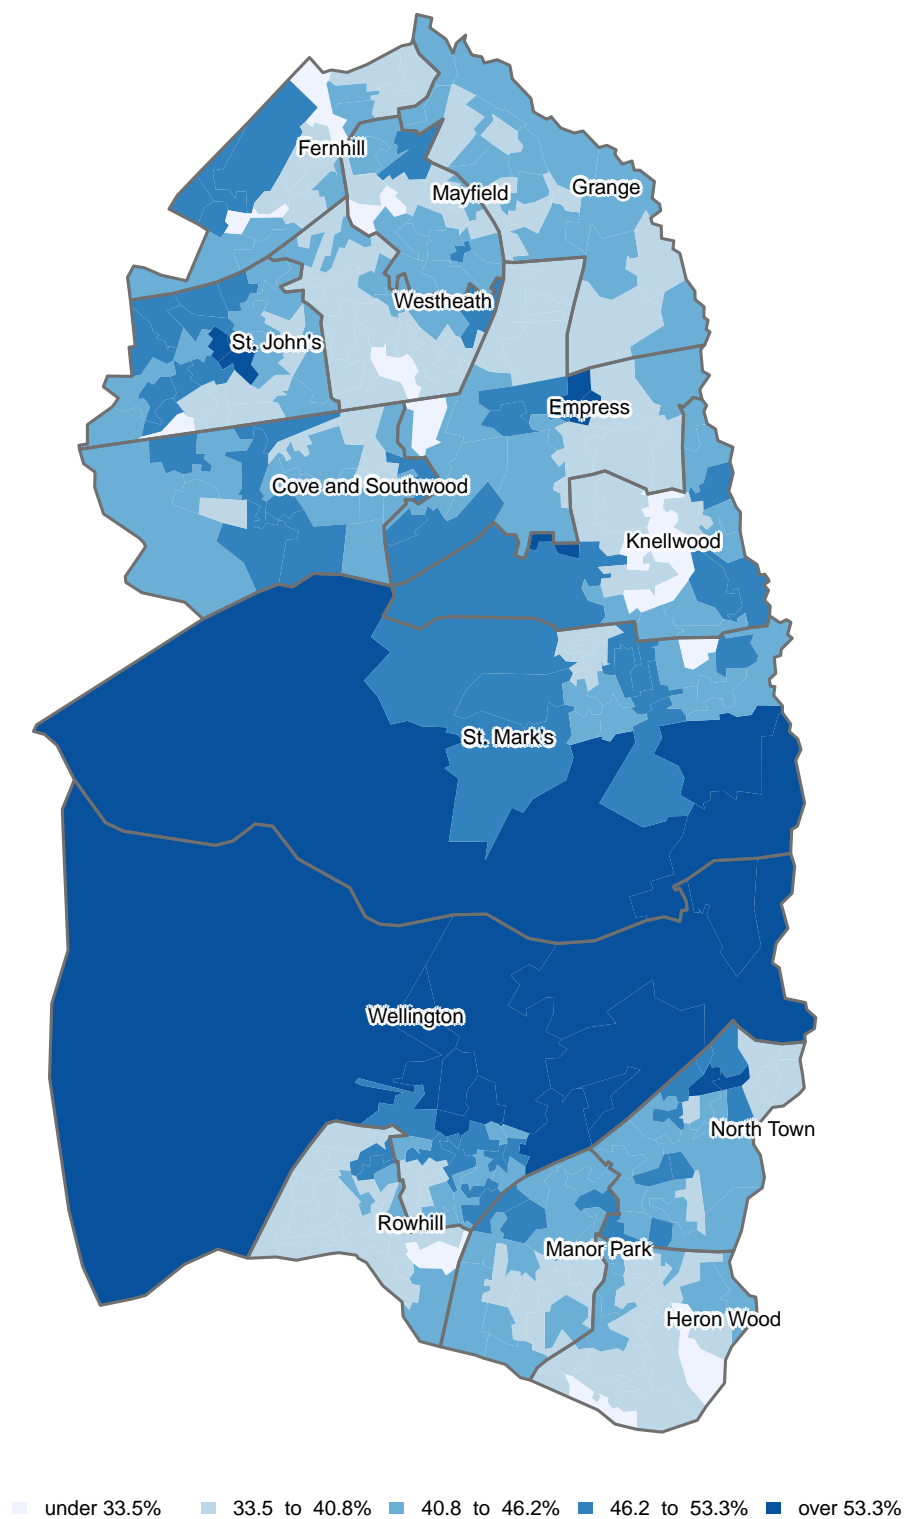 Fernhill
Mayfield
Grange
Westheath
St. John's
Empress
Cove and Southwood
Knellwood
St. Mark's
Wellington
North Town
Rowhill
Manor Park
Heron Wood
under 33.5% 33.5 to 40.8% 40.8 to 46.2% 46.2 to 53.3% over 53.3%